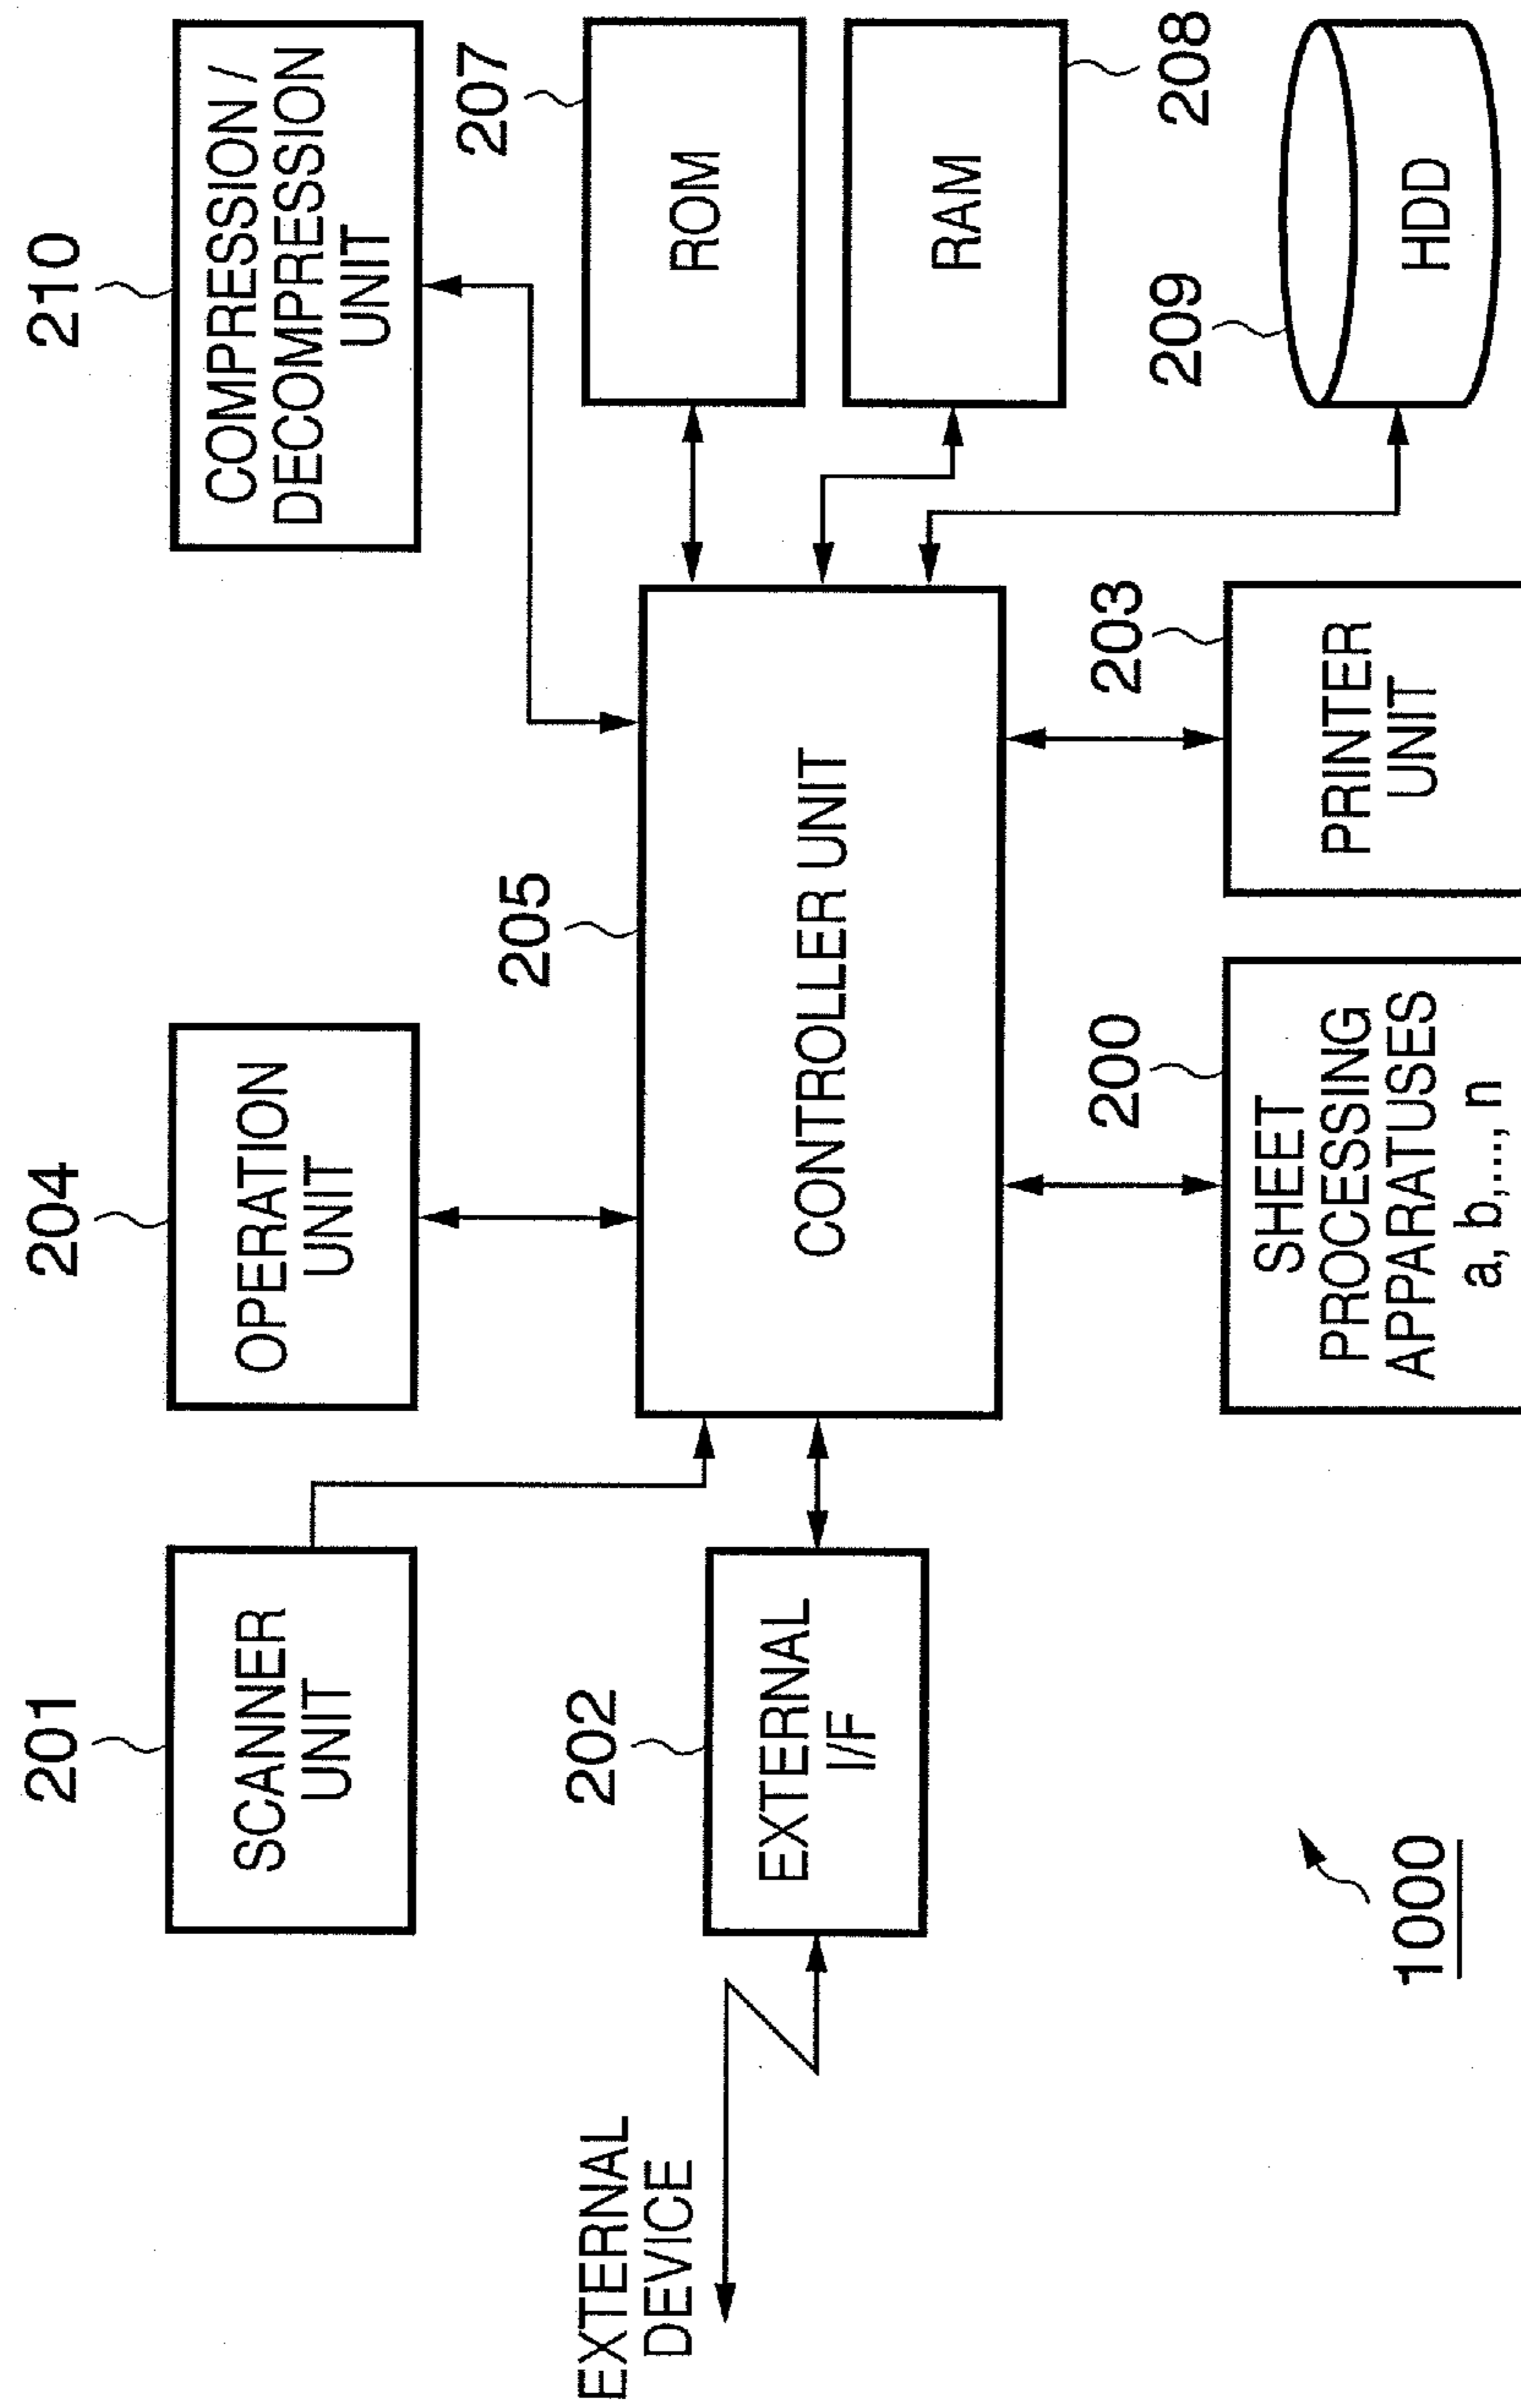 201
SCANNER
UNIT
204
OPERATION
UNIT
210
COMPRESSION /
DECOMPRESSION
UNIT
EXTERNAL
DEVICE
202
EXTERNAL
I/F
205
CONTROLLER UNIT
207
ROM
RAM
208
209
HDD
200
SHEET
PROCESSING
APPARATUSES
a, b,..., n
203
PRINTER
UNIT
1000